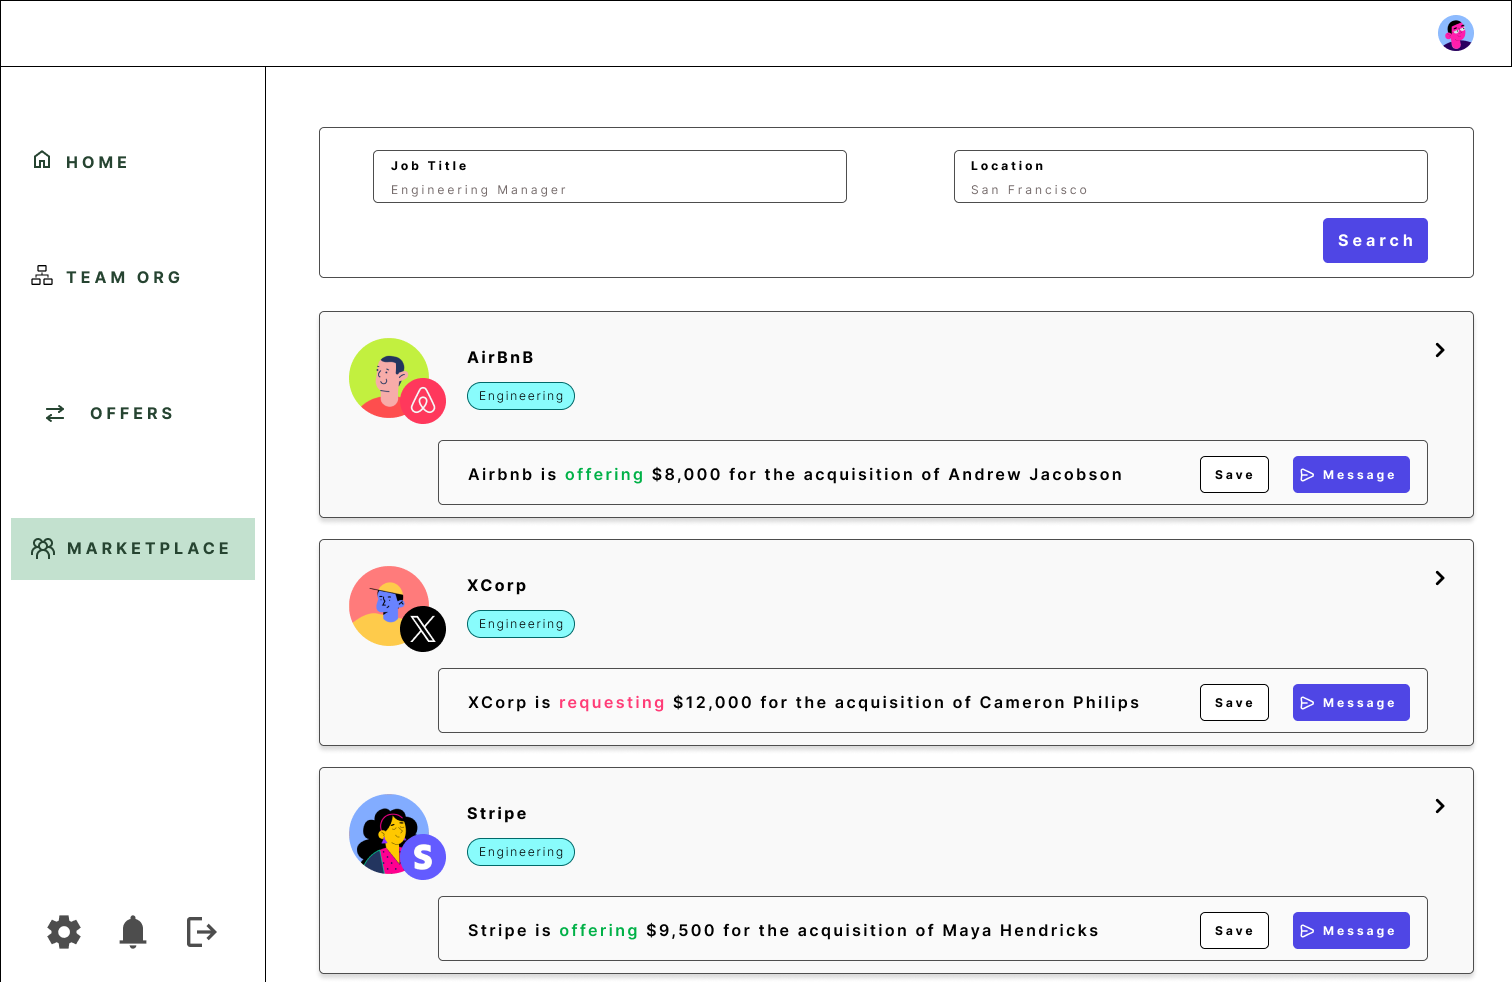 HOME
TEAM ORG
OFFERS
MARKETPLACE
Job Title
Engineering Manager
Location
San Francisco
Search
AirBnB
Engineering
Airbnb is offering $8,000 for the acquisition of Andrew Jacobson
Save
Message
XCorp
Engineering
XCorp is requesting $12,000 for the acquisition of Cameron Philips
Save
Message
Stripe
Engineering
Stripe is offering $9,500 for the acquisition of Maya Hendricks
Save
Message